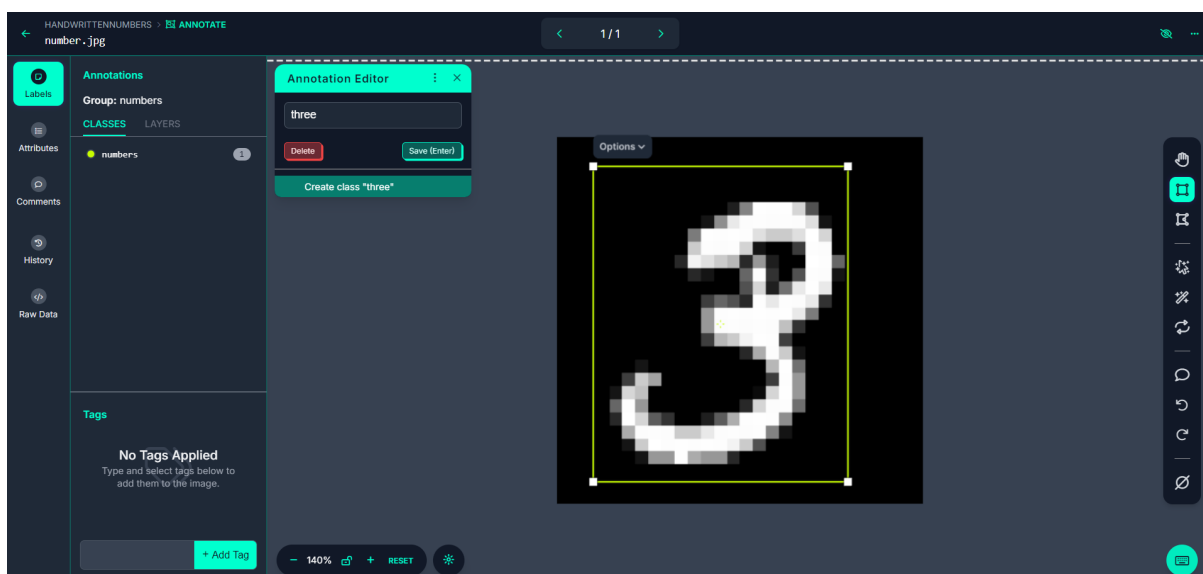 HANDWRITTENNUMBERS > ANNOTATE
number.jpg
1 / 1
Labels
Attributes
Comments
History
Raw Data
Annotations
Group: numbers
CLASSES LAYERS
numbers 1
Tags
No Tags Applied
Type and select tags below to
add them to the image.
+ Add Tag
Annotation Editor
three
Delete Save (Enter)
Create class "three"
Options
3
− 140% + RESET